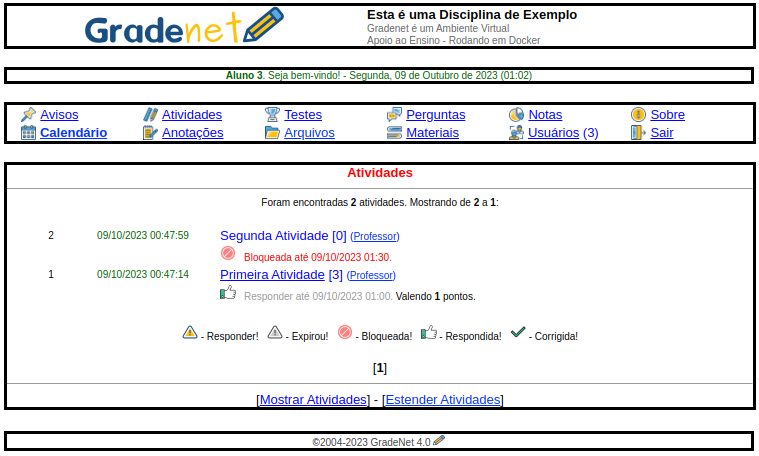 Gradenet
Esta é uma Disciplina de Exemplo
Gradenet é um Ambiente Virtual
Apoio ao Ensino - Rodando em Docker
Aluno 3. Seja bem-vindo! - Segunda, 09 de Outubro de 2023 (01:02)
Avisos Atividades Testes Perguntas Notas Sobre
Calendário Anotações Arquivos Materiais Usuários (3) Sair
Atividades
Foram encontradas 2 atividades. Mostrando de 2 a 1:
2 09/10/2023 00:47:59 Segunda Atividade [0] (Professor)
Bloqueada até 09/10/2023 01:30.
1 09/10/2023 00:47:14 Primeira Atividade [3] (Professor)
Responder até 09/10/2023 01:00. Valendo 1 pontos.
- Responder! - Expirou! - Bloqueada! - Respondida! - Corrigida!
[1]
[Mostrar Atividades] - [Estender Atividades]
©2004-2023 GradeNet 4.0